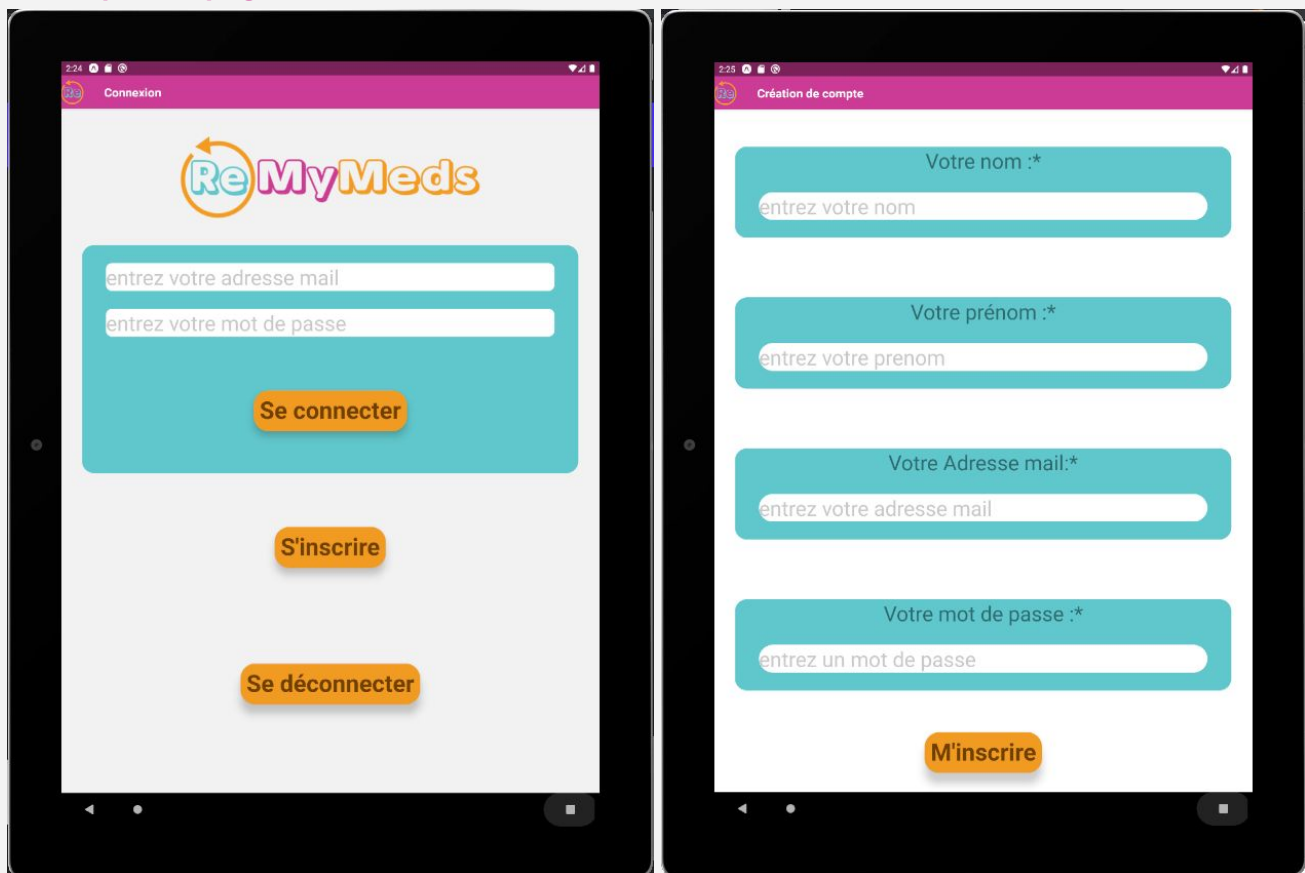 2:24
Re
Connexion
ReMyMeds
entrez votre adresse mail
entrez votre mot de passe
Se connecter
S'inscrire
Se déconnecter
2:25
Re
Création de compte
Votre nom :*
entrez votre nom
Votre prénom :*
entrez votre prenom
Votre Adresse mail:*
entrez votre adresse mail
Votre mot de passe :*
entrez un mot de passe
M'inscrire